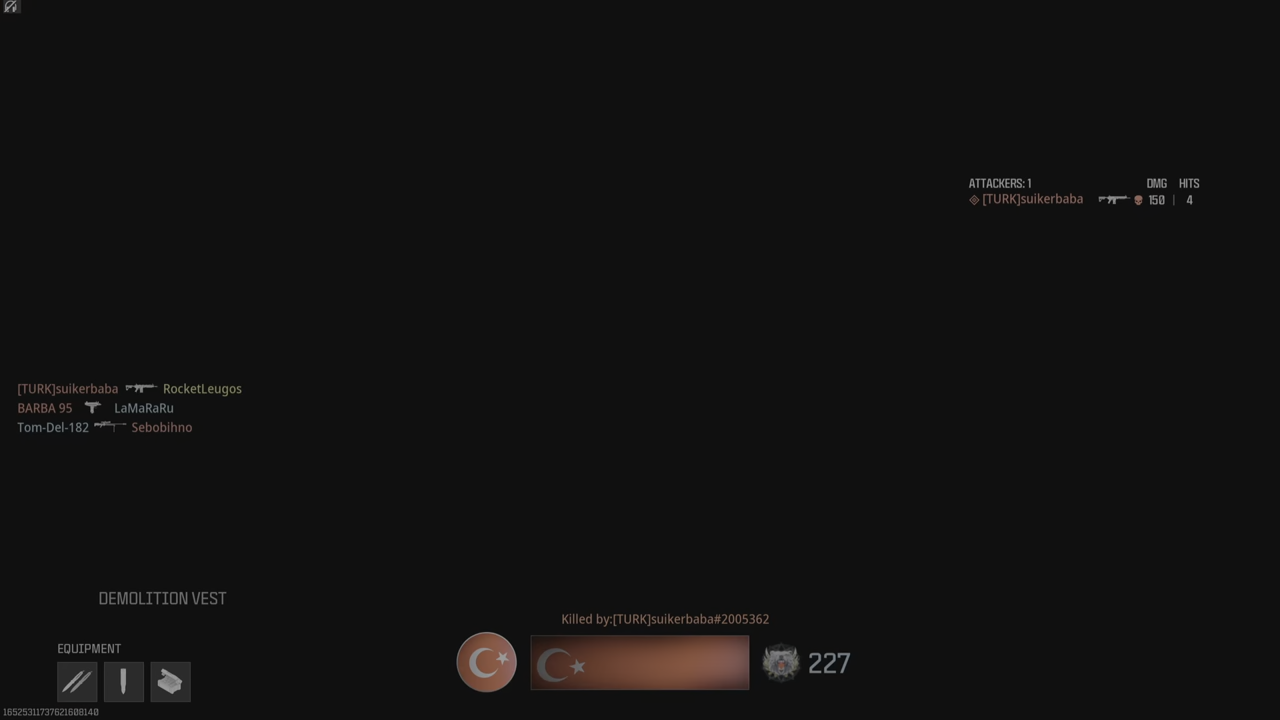 ATTACKERS: 1 DMG HITS
[TURK]suikerbaba 150 | 4
[TURK]suikerbaba RocketLeugos
BARBA 95 LaMaRaRu
Tom-Del-182 Sebobihno
DEMOLITION VEST
Killed by:[TURK]suikerbaba#2005362
EQUIPMENT
227
16525311737621608140